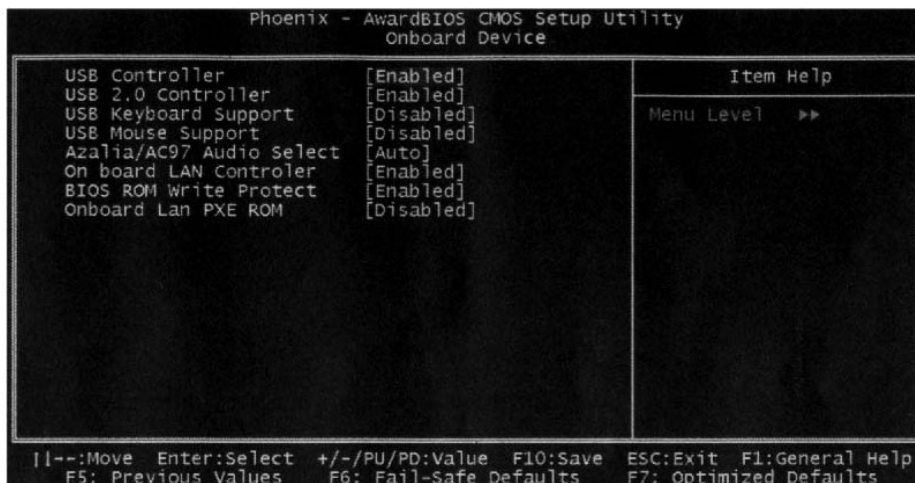 Phoenix - AwardBIOS CMOS Setup Utility
Onboard Device
USB Controller [Enabled]
USB 2.0 Controller [Enabled]
USB Keyboard Support [Disabled]
USB Mouse Support [Disabled]
Azalia/AC97 Audio Select [Auto]
On board LAN Controler [Enabled]
BIOS ROM Write Protect [Enabled]
Onboard Lan PXE ROM [Disabled]
Item Help
Menu Level ▸▸
||--:Move Enter:Select +/-/PU/PD:Value F10:Save ESC:Exit F1:General Help
F5: Previous Values F6: Fail-Safe Defaults F7: Optimized Defaults